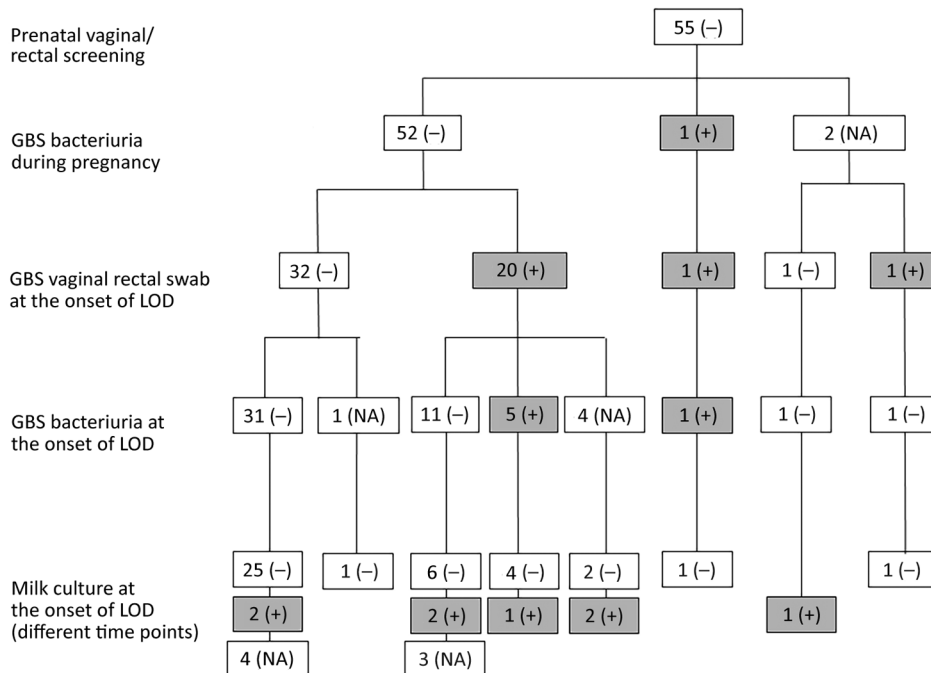 Prenatal vaginal/
rectal screening
55 (–)
GBS bacteriuria
during pregnancy
52 (–)
1 (+)
2 (NA)
GBS vaginal rectal swab
at the onset of LOD
32 (–)
20 (+)
1 (+)
1 (–)
1 (+)
GBS bacteriuria at
the onset of LOD
31 (–)
1 (NA)
11 (–)
5 (+)
4 (NA)
1 (+)
1 (–)
1 (–)
Milk culture at
the onset of LOD
(different time points)
25 (–)
1 (–)
6 (–)
4 (–)
2 (–)
1 (–)
1 (–)
2 (+)
2 (+)
1 (+)
2 (+)
1 (+)
4 (NA)
3 (NA)